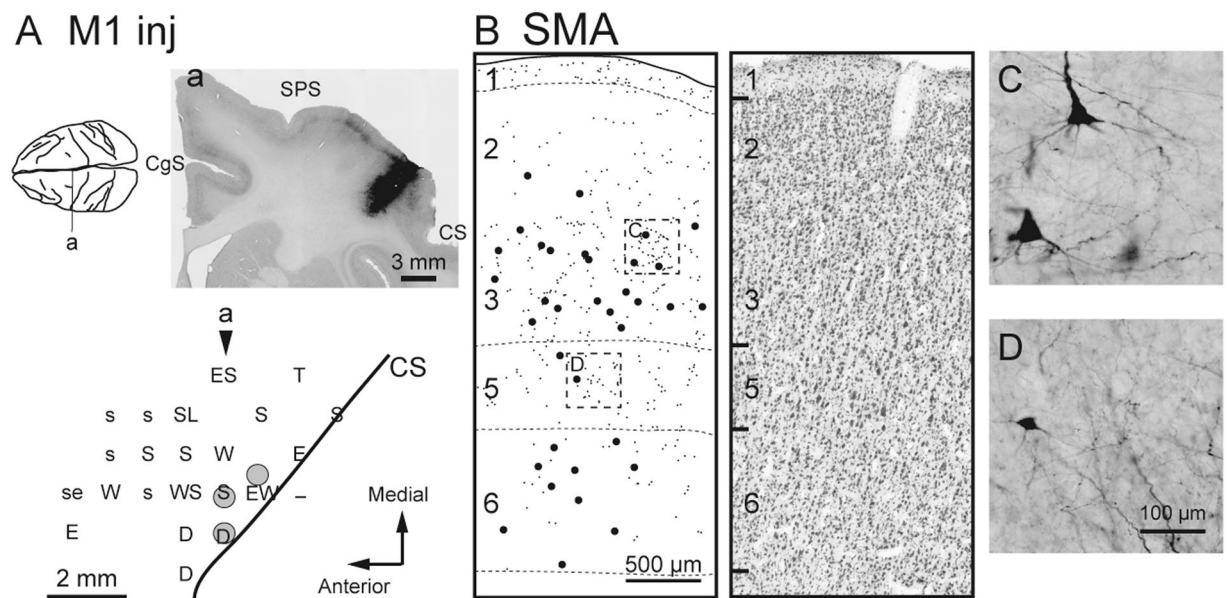 A M1 inj
a
SPS
CgS
CS
3 mm
a
a
CS
ES T
s s SL S S
s S S W E
se W s WS S EW –
E D D
D
Medial
Anterior
2 mm
B SMA
1
2
C
3
D
5
6
500 µm
1
2
3
5
6
C
D
100 µm